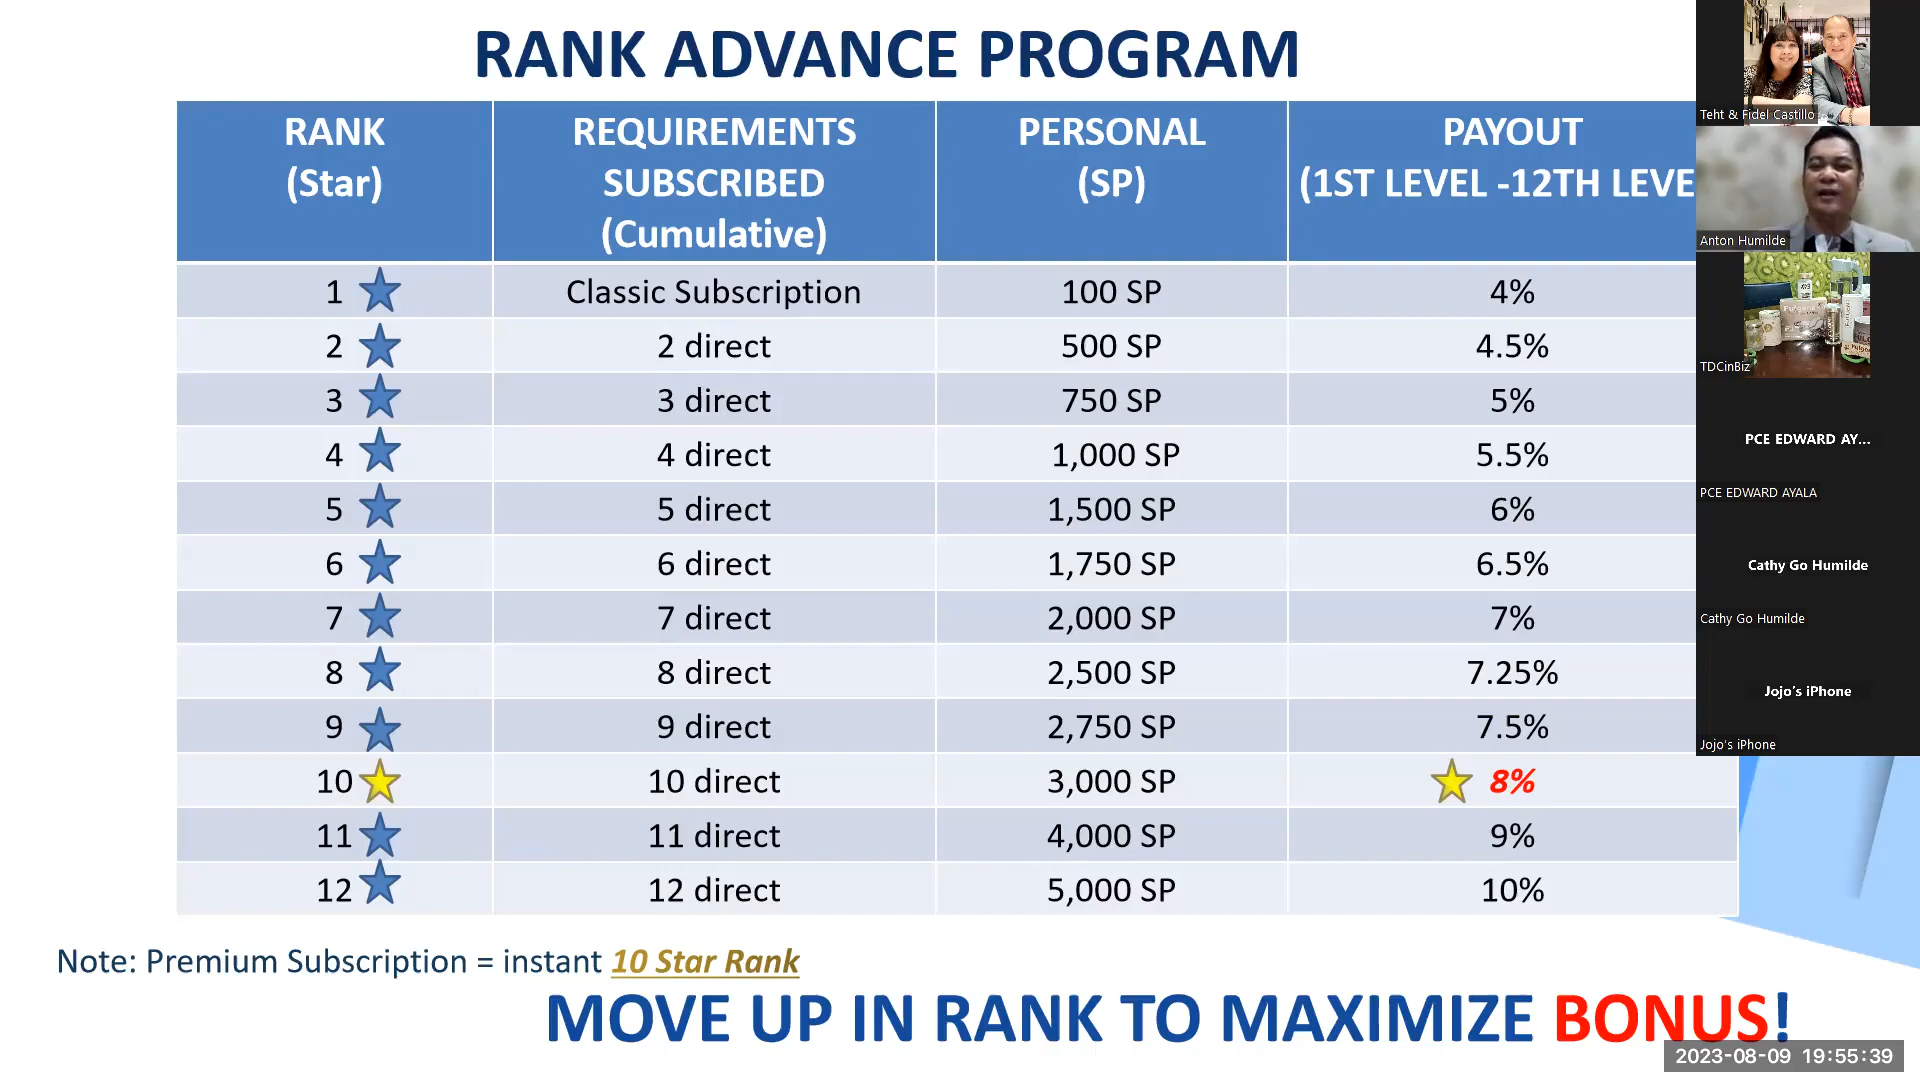 RANK ADVANCE PROGRAM
RANK
(Star)
REQUIREMENTS
SUBSCRIBED
(Cumulative)
PERSONAL
(SP)
PAYOUT
(1ST LEVEL -12TH LEVE
1 Classic Subscription 100 SP 4%
2 2 direct 500 SP 4.5%
3 3 direct 750 SP 5%
4 4 direct 1,000 SP 5.5%
5 5 direct 1,500 SP 6%
6 6 direct 1,750 SP 6.5%
7 7 direct 2,000 SP 7%
8 8 direct 2,500 SP 7.25%
9 9 direct 2,750 SP 7.5%
10 10 direct 3,000 SP 8%
11 11 direct 4,000 SP 9%
12 12 direct 5,000 SP 10%
Note: Premium Subscription = instant 10 Star Rank
MOVE UP IN RANK TO MAXIMIZE BONUS!
Teht & Fidel Castillo
Anton Humilde
TDCinBiz
PCE EDWARD AY...
PCE EDWARD AYALA
Cathy Go Humilde
Cathy Go Humilde
Jojo's iPhone
Jojo's iPhone
2023-08-09 19:55:39